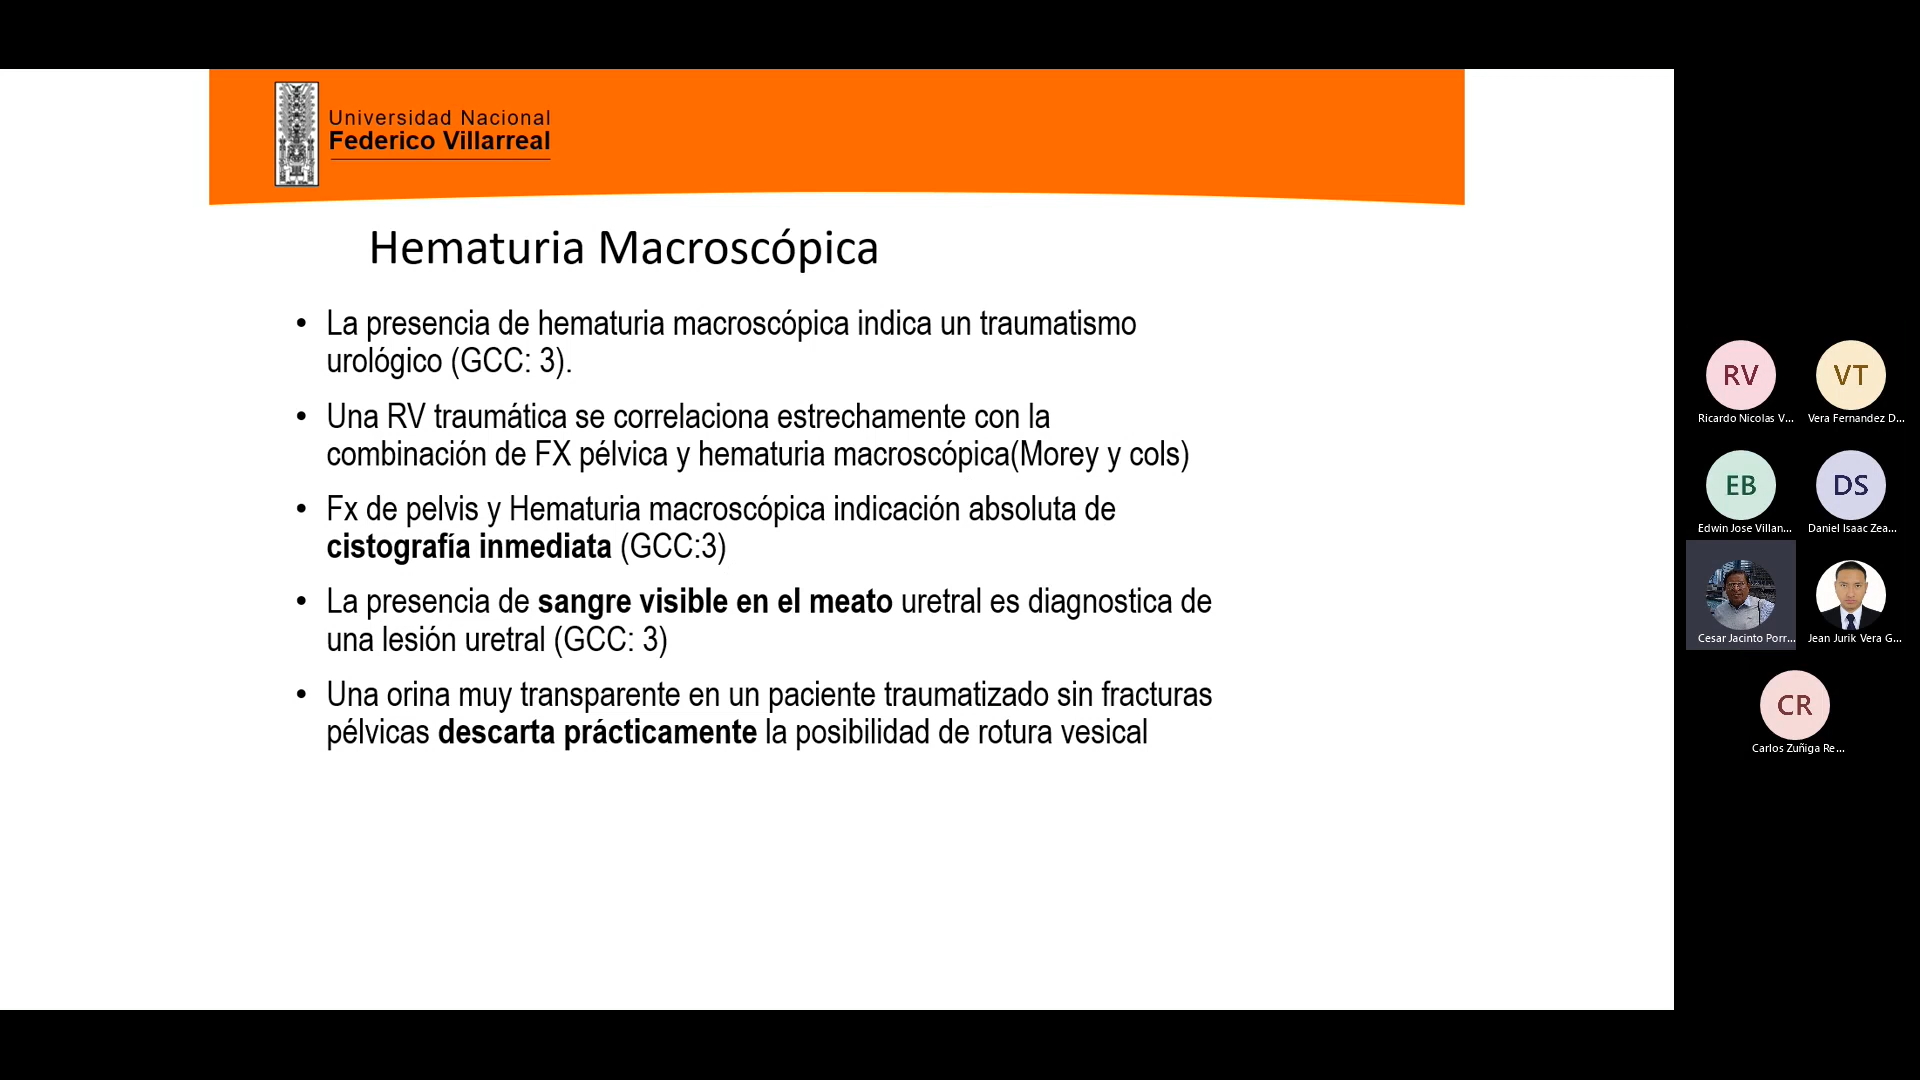 Universidad Nacional
Federico Villarreal
Hematuria Macroscópica
• La presencia de hematuria macroscópica indica un traumatismo
urológico (GCC: 3).
• Una RV traumática se correlaciona estrechamente con la
combinación de FX pélvica y hematuria macroscópica(Morey y cols)
• Fx de pelvis y Hematuria macroscópica indicación absoluta de
cistografía inmediata (GCC:3)
• La presencia de sangre visible en el meato uretral es diagnostica de
una lesión uretral (GCC: 3)
• Una orina muy transparente en un paciente traumatizado sin fracturas
pélvicas descarta prácticamente la posibilidad de rotura vesical
RV
Ricardo Nicolas V...
VT
Vera Fernandez D...
EB
Edwin Jose Villan...
DS
Daniel Isaac Zea...
Cesar Jacinto Porr...
Jean Jurik Vera G...
CR
Carlos Zuñiga Re...